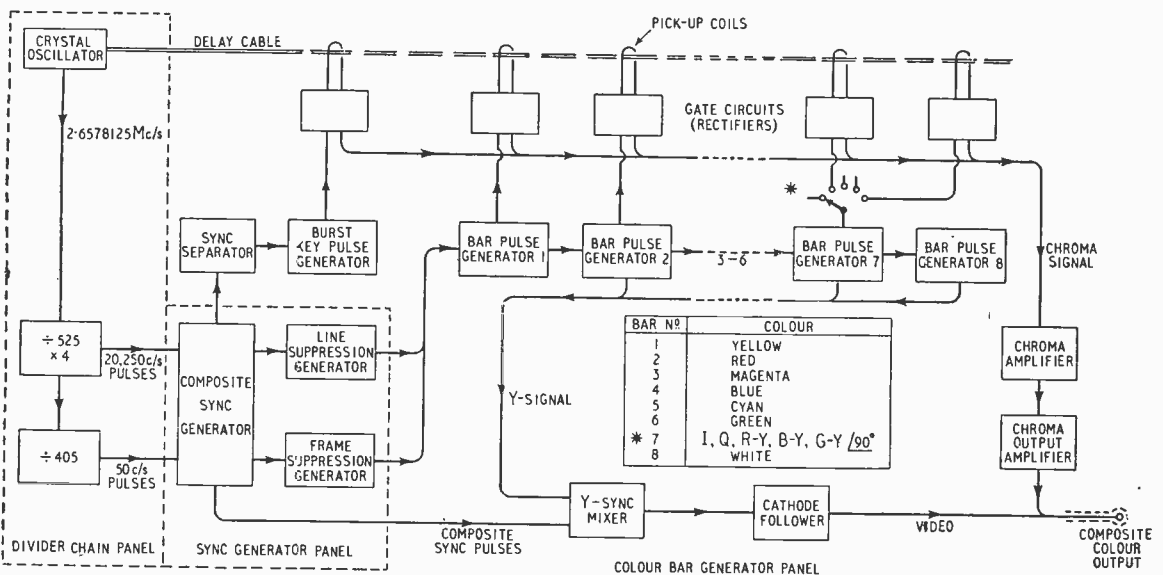 PICK-UP COILS
CRYSTAL
OSCILLATOR
DELAY CABLE
GATE CIRCUITS
(RECTIFIERS)
2·6578125Mc/s
*
SYNC
SEPARATOR
BURST
KEY PULSE
GENERATOR
BAR PULSE
GENERATOR 1
BAR PULSE
GENERATOR 2
3-6
BAR PULSE
GENERATOR 7
BAR PULSE
GENERATOR 8
CHROMA
SIGNAL
÷ 525
× 4
20,250c/s
PULSES
COMPOSITE
SYNC
GENERATOR
LINE
SUPPRESSION
GENERATOR
Y-SIGNAL
BAR Nº COLOUR
1 YELLOW
2 RED
3 MAGENTA
4 BLUE
5 CYAN
6 GREEN
* 7 I, Q, R-Y, B-Y, G-Y /90°
8 WHITE
CHROMA
AMPLIFIER
÷ 405
50c/s
PULSES
FRAME
SUPPRESSION
GENERATOR
CHROMA
OUTPUT
AMPLIFIER
Y-SYNC
MIXER
CATHODE
FOLLOWER
COMPOSITE
SYNC PULSES
VIDEO
COMPOSITE
COLOUR
OUTPUT
DIVIDER CHAIN PANEL
SYNC GENERATOR PANEL
COLOUR BAR GENERATOR PANEL